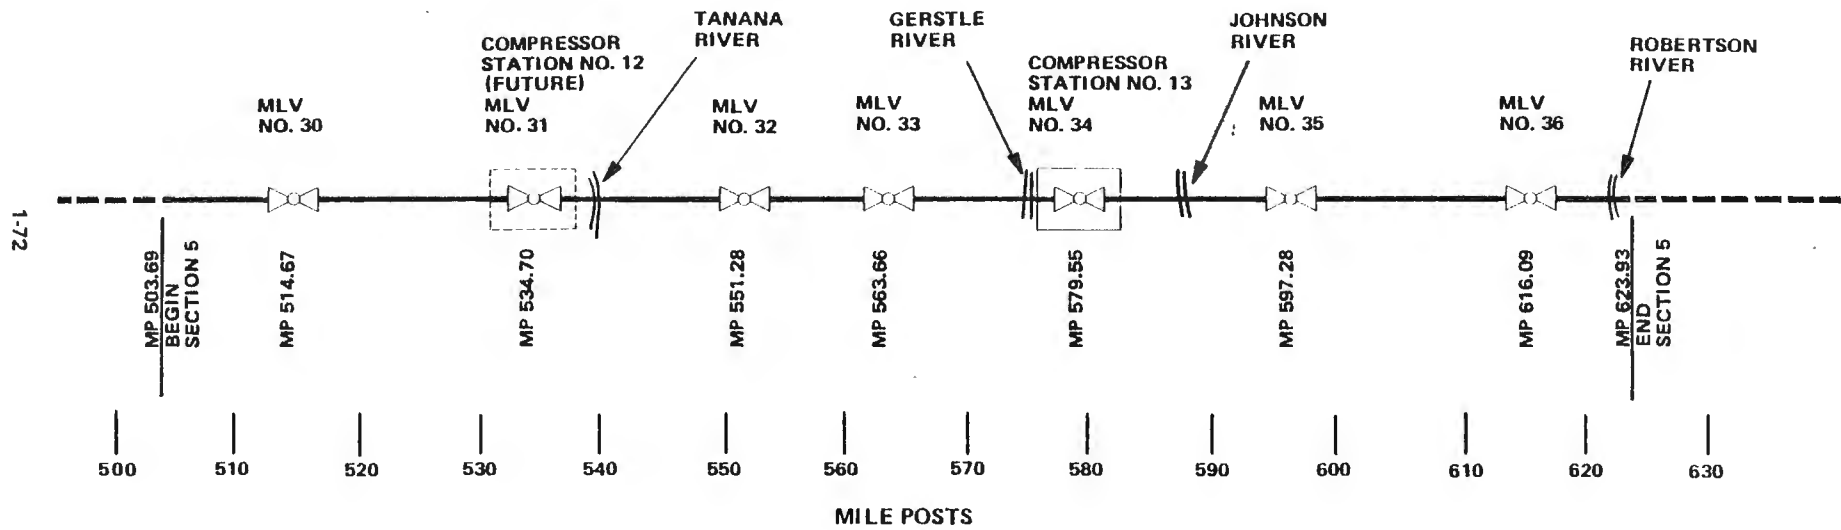 TANANA
RIVER
GERSTLE
RIVER
JOHNSON
RIVER
ROBERTSON
RIVER
COMPRESSOR
STATION NO. 12
(FUTURE)
COMPRESSOR
STATION NO. 13
MLV
NO. 30
MLV
NO. 31
MLV
NO. 32
MLV
NO. 33
MLV
NO. 34
MLV
NO. 35
MLV
NO. 36
1-72
MP 503.69
BEGIN
SECTION 5
MP 514.67
MP 534.70
MP 551.28
MP 563.66
MP 579.55
MP 597.28
MP 616.09
MP 623.93
END
SECTION 5
500 510 520 530 540 550 560 570 580 590 600 610 620 630
MILE POSTS